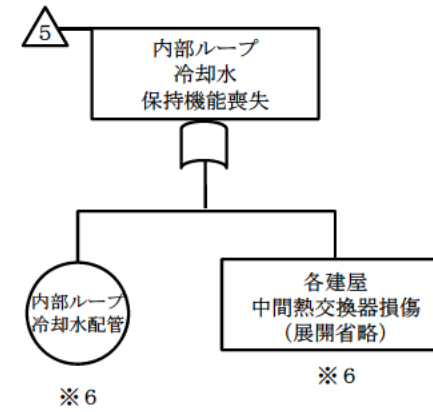 5
内部ループ
冷却水
保持機能喪失
内部ループ
冷却水配管
※6
各建屋
中間熱交換器損傷
(展開省略)
※6